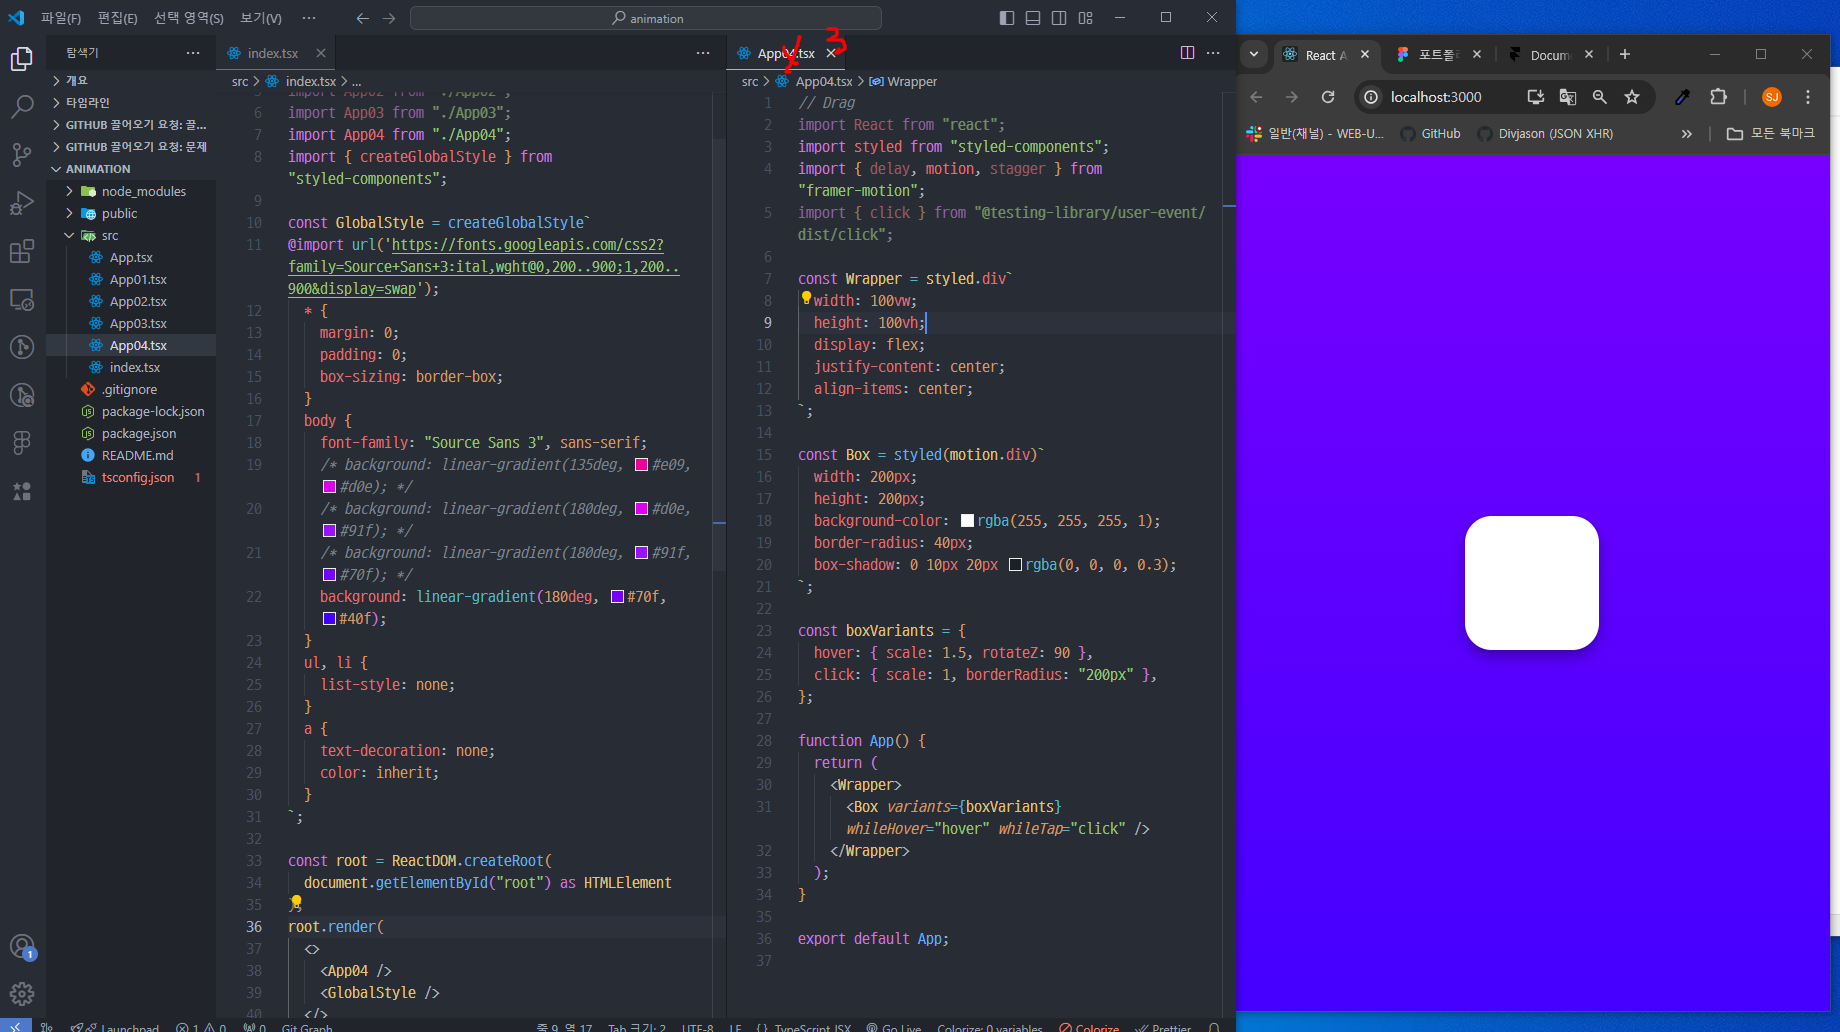 파일(F) 편집(E) 선택 영역(S) 보기(V) ···
animation
탐색기 ···
개요
타임라인
GITHUB 끌어오기 요청: 끌...
GITHUB 끌어오기 요청: 문제
ANIMATION
node_modules
public
src
App.tsx
App01.tsx
App02.tsx
App03.tsx
App04.tsx
index.tsx
.gitignore
package-lock.json
package.json
README.md
tsconfig.json 1
1
index.tsx
src > index.tsx > ...
5 import App02 from "./App02";
6 import App03 from "./App03";
7 import App04 from "./App04";
8 import { createGlobalStyle } from
"styled-components";
9
10 const GlobalStyle = createGlobalStyle`
11 @import url('https://fonts.googleapis.com/css2?
family=Source+Sans+3:ital,wght@0,200..900;1,200..
900&display=swap');
12 * {
13 margin: 0;
14 padding: 0;
15 box-sizing: border-box;
16 }
17 body {
18 font-family: "Source Sans 3", sans-serif;
19 /* background: linear-gradient(135deg, #e09,
#d0e); */
20 /* background: linear-gradient(180deg, #d0e,
#91f); */
21 /* background: linear-gradient(180deg, #91f,
#70f); */
22 background: linear-gradient(180deg, #70f,
#40f);
23 }
24 ul, li {
25 list-style: none;
26 }
27 a {
28 text-decoration: none;
29 color: inherit;
30 }
31 `;
32
33 const root = ReactDOM.createRoot(
34 document.getElementById("root") as HTMLElement
35 );
36 root.render(
37 <>
38 <App04 />
39 <GlobalStyle />
40 </>
App04.tsx
3
src > App04.tsx > Wrapper
1 // Drag
2 import React from "react";
3 import styled from "styled-components";
4 import { delay, motion, stagger } from
"framer-motion";
5 import { click } from "@testing-library/user-event/
dist/click";
6
7 const Wrapper = styled.div`
8 width: 100vw;
9 height: 100vh;
10 display: flex;
11 justify-content: center;
12 align-items: center;
13 `;
14
15 const Box = styled(motion.div)`
16 width: 200px;
17 height: 200px;
18 background-color: rgba(255, 255, 255, 1);
19 border-radius: 40px;
20 box-shadow: 0 10px 20px rgba(0, 0, 0, 0.3);
21 `;
22
23 const boxVariants = {
24 hover: { scale: 1.5, rotateZ: 90 },
25 click: { scale: 1, borderRadius: "200px" },
26 };
27
28 function App() {
29 return (
30 <Wrapper>
31 <Box variants={boxVariants}
whileHover="hover" whileTap="click" />
32 </Wrapper>
33 );
34 }
35
36 export default App;
37
Launchpad 1 0 0 Git Graph 줄 9, 열 17 Tab 크기: 2 UTF-8 LF {} TypeScript JSX Go Live Colorize: 0 variables Colorize Prettier
React A
포트폴
Docum
localhost:3000
SJ
일반(채널) - WEB-U... GitHub Divjason (JSON XHR) » 모든 북마크